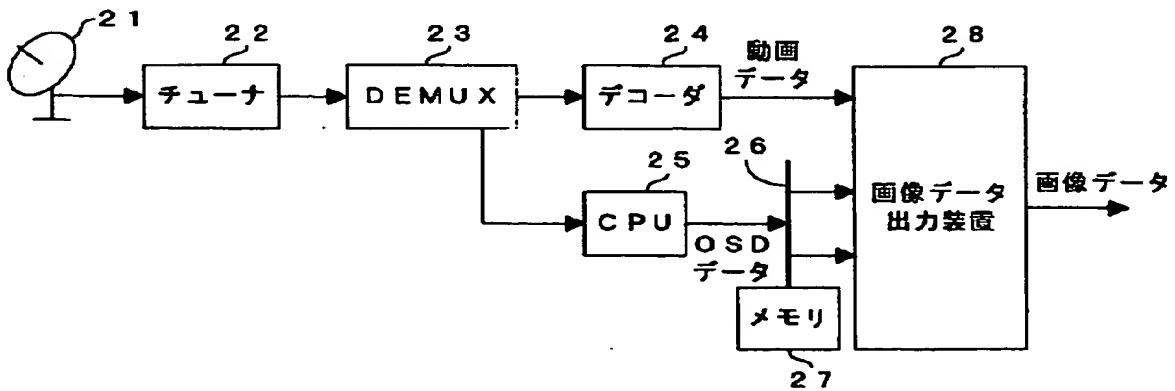 21
22
23
24
28
動画
データ
チューナ
DEMUX
デコーダ
25
26
CPU
OSD
データ
画像データ
出力装置
画像データ
メモリ
27